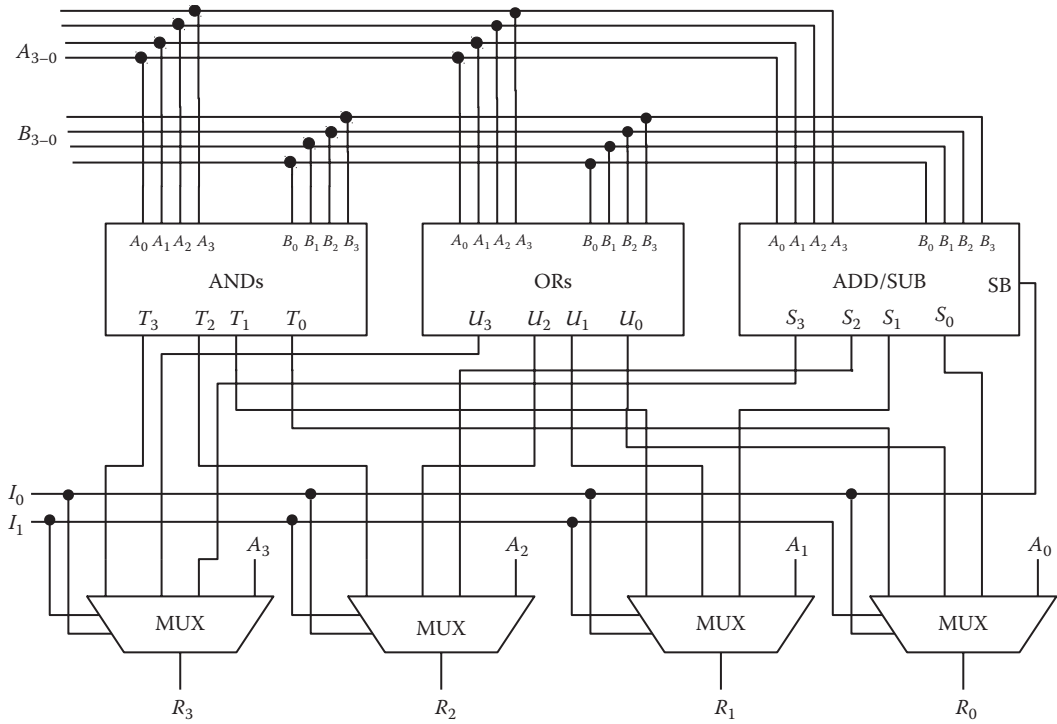 A3–0
B3–0
A0 A1 A2 A3 B0 B1 B2 B3
A0 A1 A2 A3 B0 B1 B2 B3
A0 A1 A2 A3 B0 B1 B2 B3
ANDs
ORs
ADD/SUB
SB
T3 T2 T1 T0
U3 U2 U1 U0
S3 S2 S1 S0
I0
I1
A3
A2
A1
A0
MUX
MUX
MUX
MUX
R3
R2
R1
R0